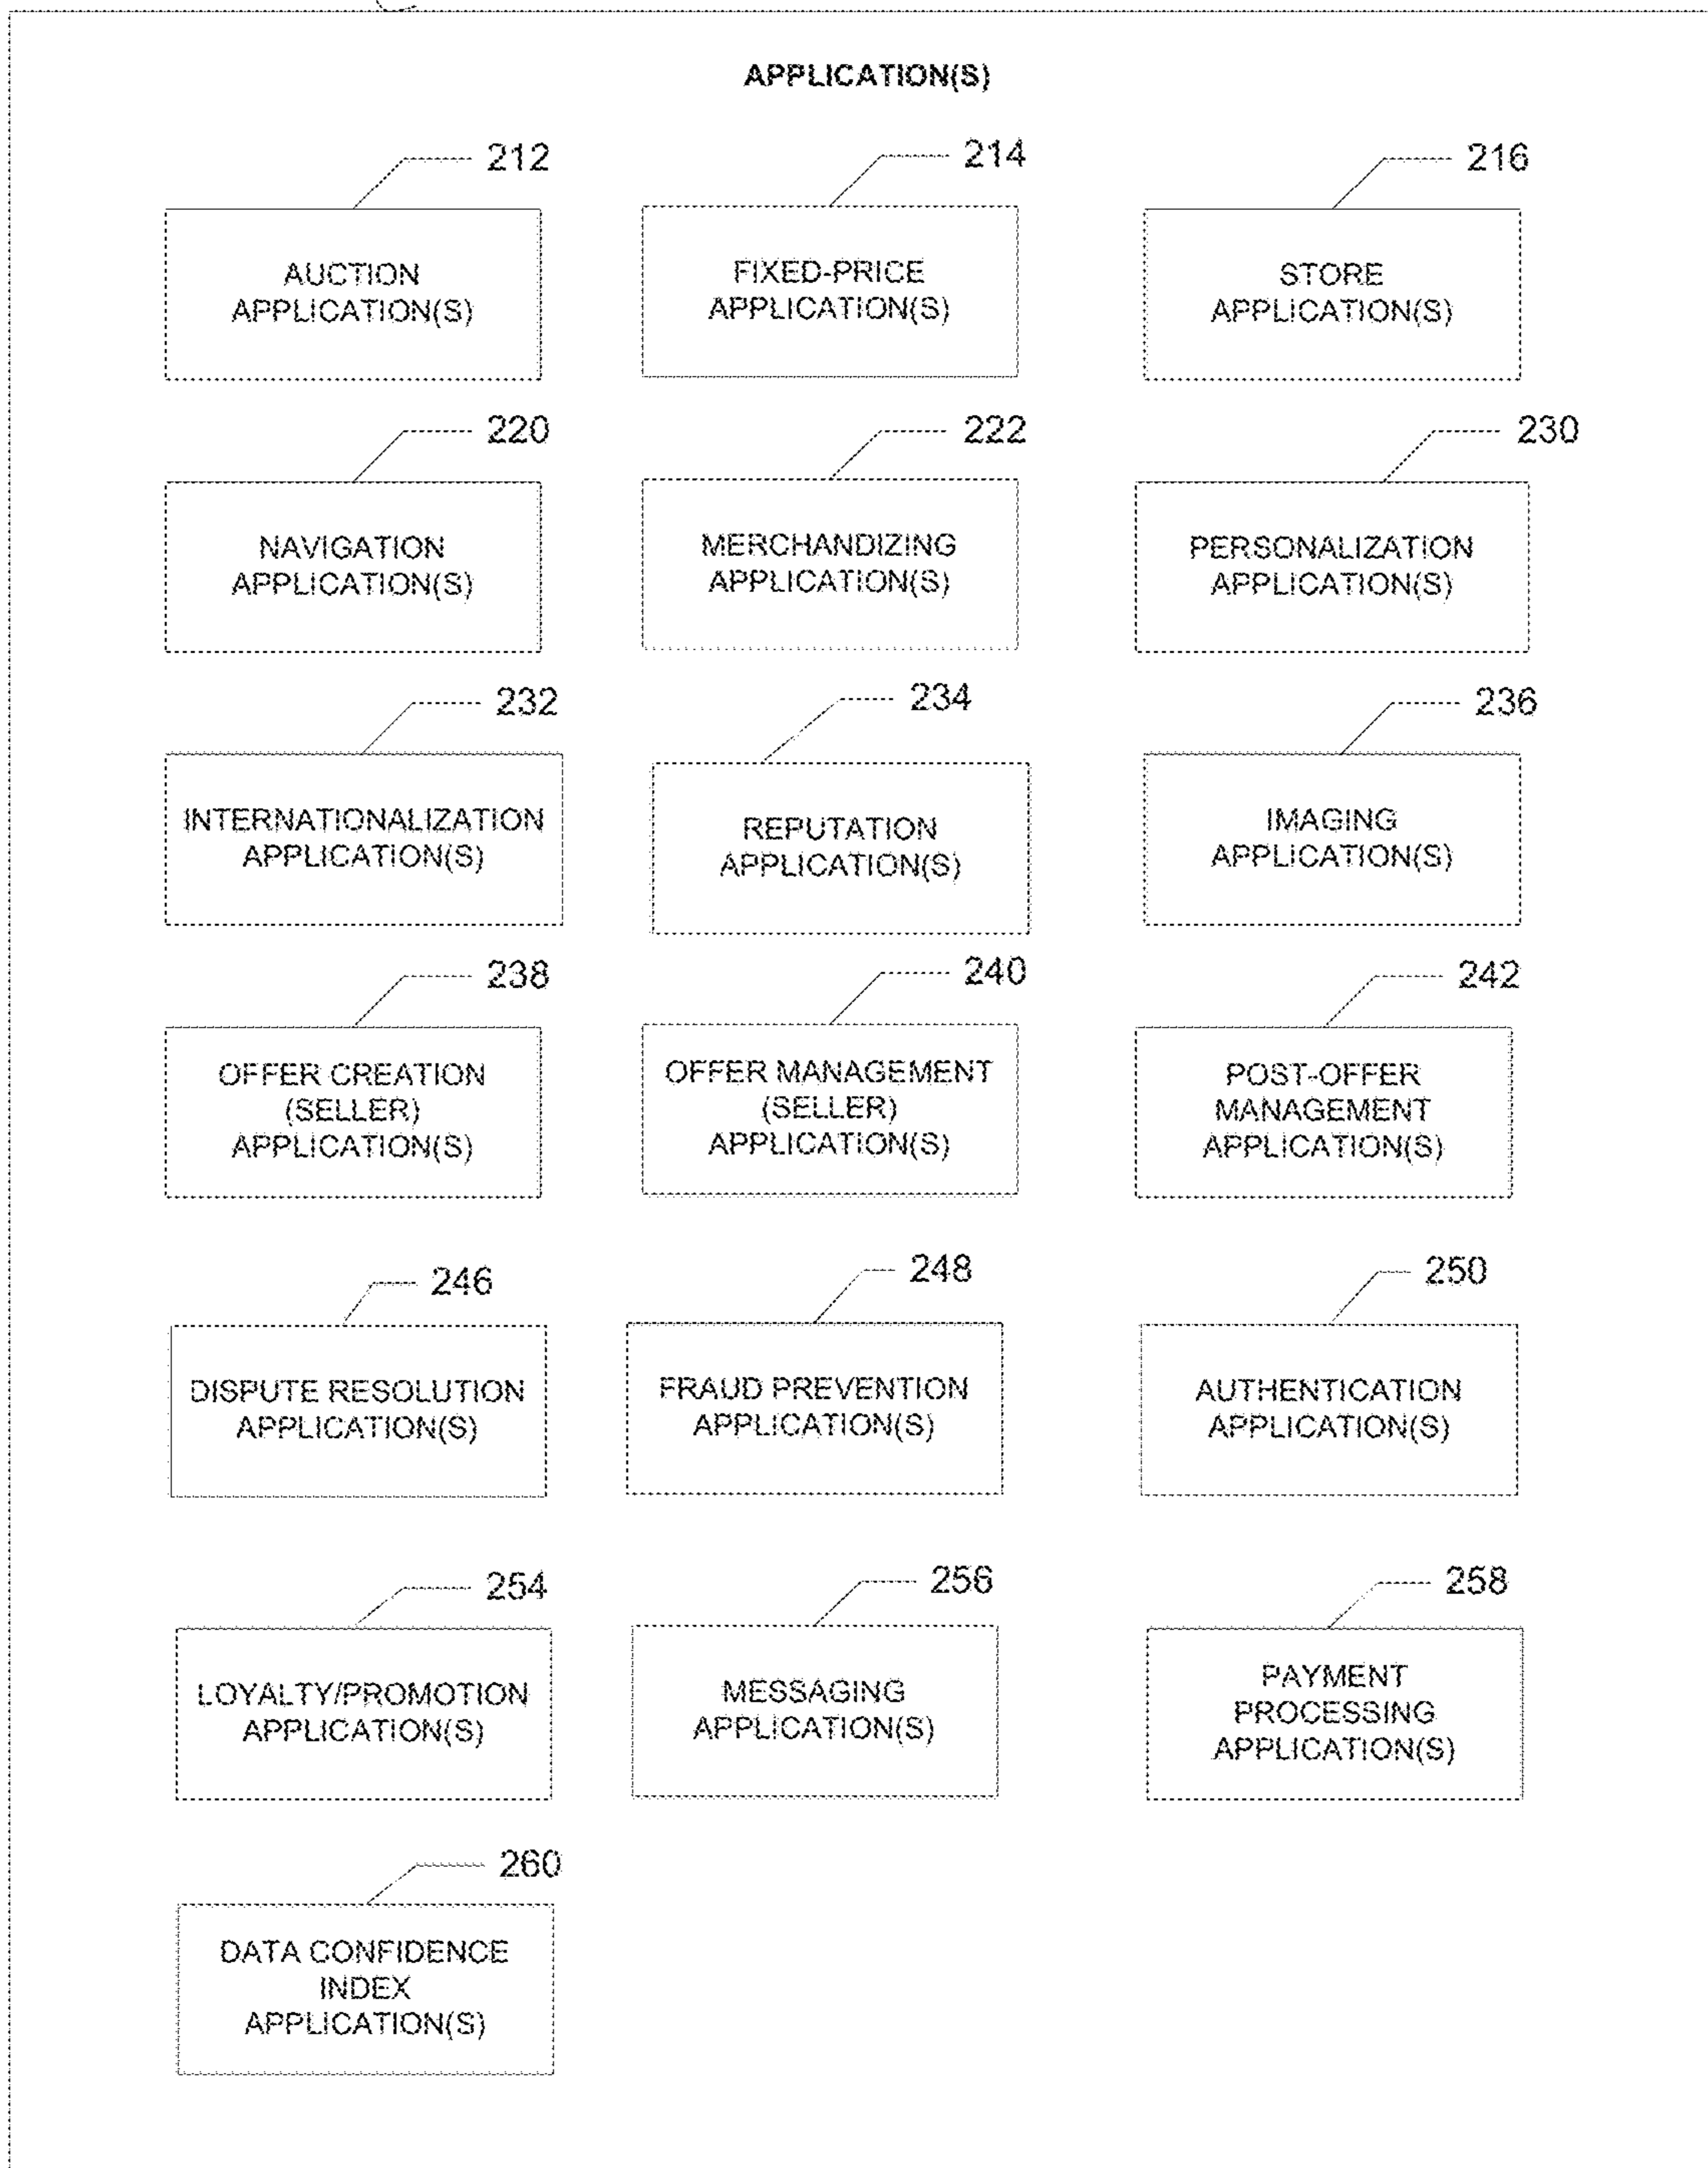 APPLICATION(S)
212
AUCTION
APPLICATION(S)
214
FIXED-PRICE
APPLICATION(S)
216
STORE
APPLICATION(S)
220
NAVIGATION
APPLICATION(S)
222
MERCHANDIZING
APPLICATION(S)
230
PERSONALIZATION
APPLICATION(S)
232
INTERNATIONALIZATION
APPLICATION(S)
234
REPUTATION
APPLICATION(S)
236
IMAGING
APPLICATION(S)
238
OFFER CREATION
(SELLER)
APPLICATION(S)
240
OFFER MANAGEMENT
(SELLER)
APPLICATION(S)
242
POST-OFFER
MANAGEMENT
APPLICATION(S)
246
DISPUTE RESOLUTION
APPLICATION(S)
248
FRAUD PREVENTION
APPLICATION(S)
250
AUTHENTICATION
APPLICATION(S)
254
LOYALTY/PROMOTION
APPLICATION(S)
256
MESSAGING
APPLICATION(S)
258
PAYMENT
PROCESSING
APPLICATION(S)
260
DATA CONFIDENCE
INDEX
APPLICATION(S)